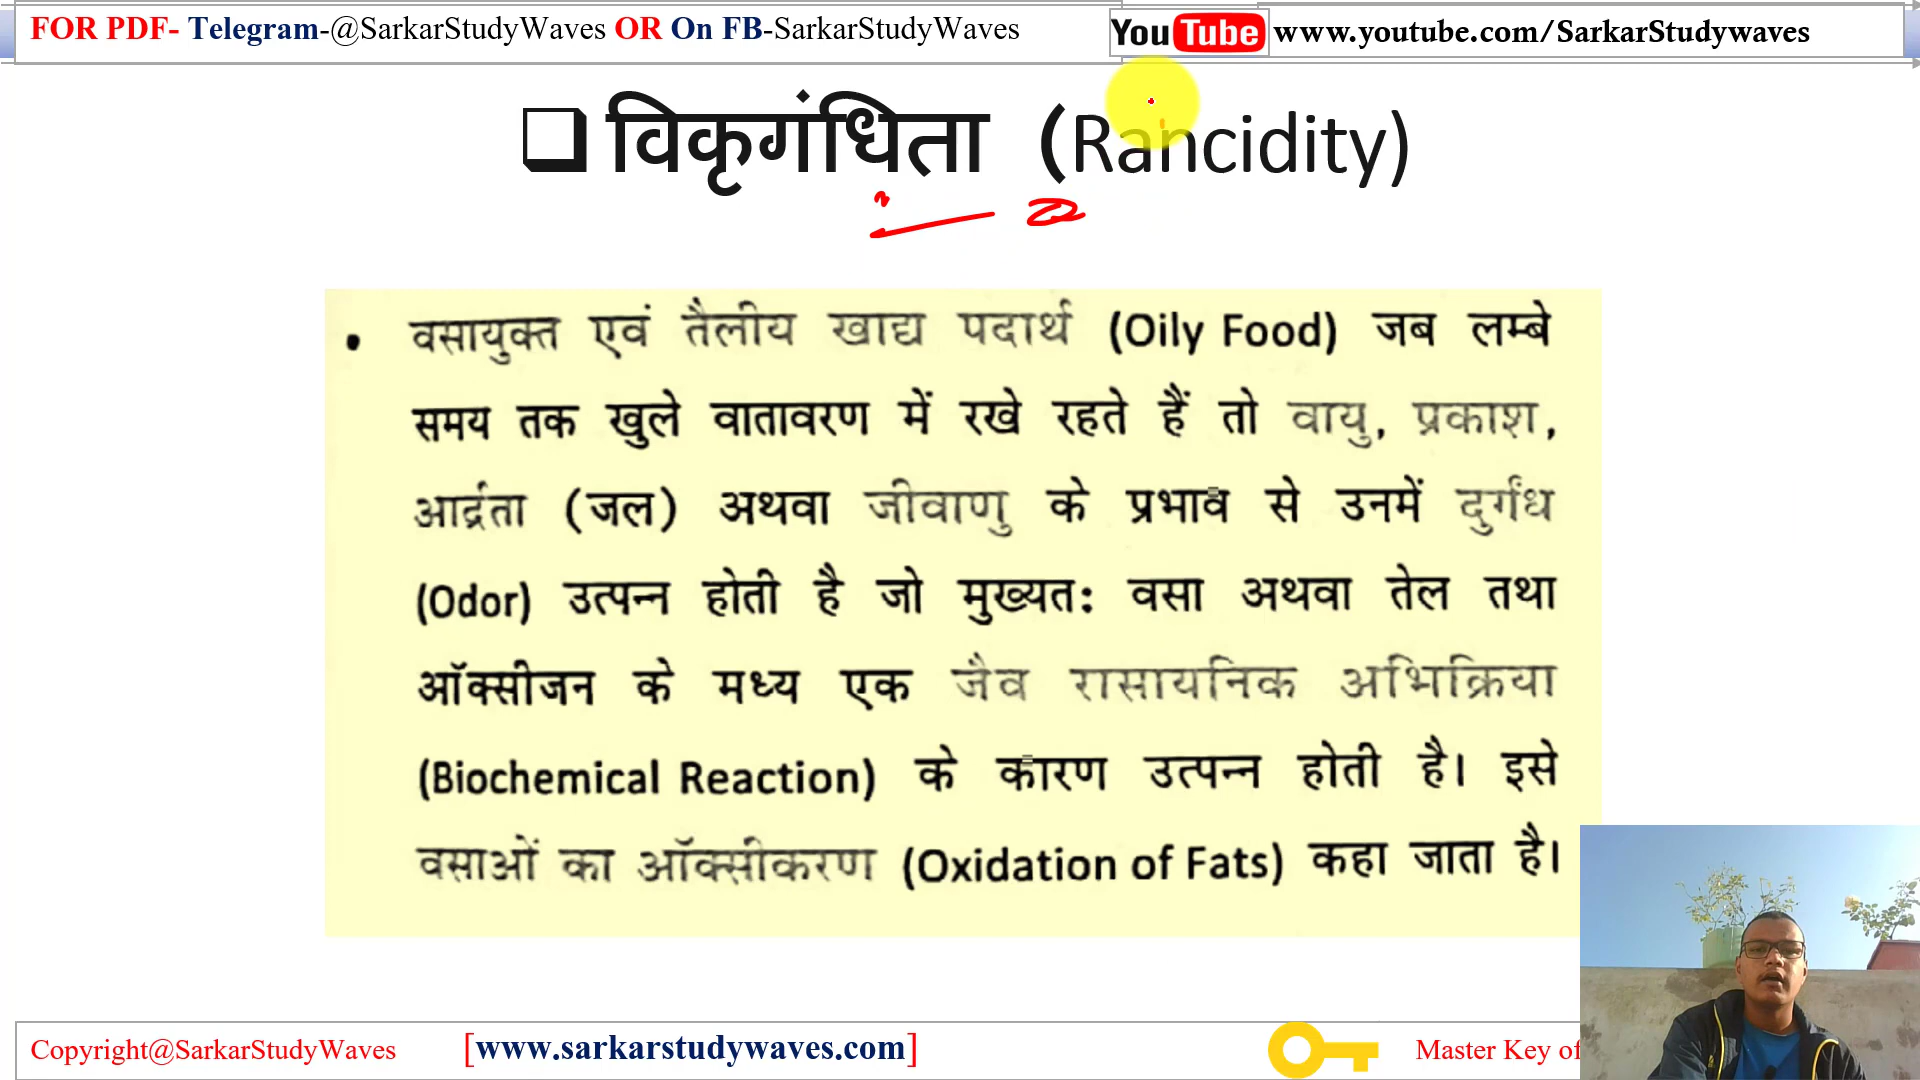 FOR PDF- Telegram-@SarkarStudyWaves OR On FB-SarkarStudyWaves
YouTube www.youtube.com/SarkarStudywaves
❑ विकृगंधिता (Rancidity)
• वसायुक्त एवं तैलीय खाद्य पदार्थ (Oily Food) जब लम्बे
समय तक खुले वातावरण में रखे रहते हैं तो वायु, प्रकाश,
आर्द्रता (जल) अथवा जीवाणु के प्रभाव से उनमें दुर्गंध
(Odor) उत्पन्न होती है जो मुख्यत: वसा अथवा तेल तथा
ऑक्सीजन के मध्य एक जैव रासायनिक अभिक्रिया
(Biochemical Reaction) के कारण उत्पन्न होती है। इसे
वसाओं का ऑक्सीकरण (Oxidation of Fats) कहा जाता है।
Copyright@SarkarStudyWaves [www.sarkarstudywaves.com] Master Key of